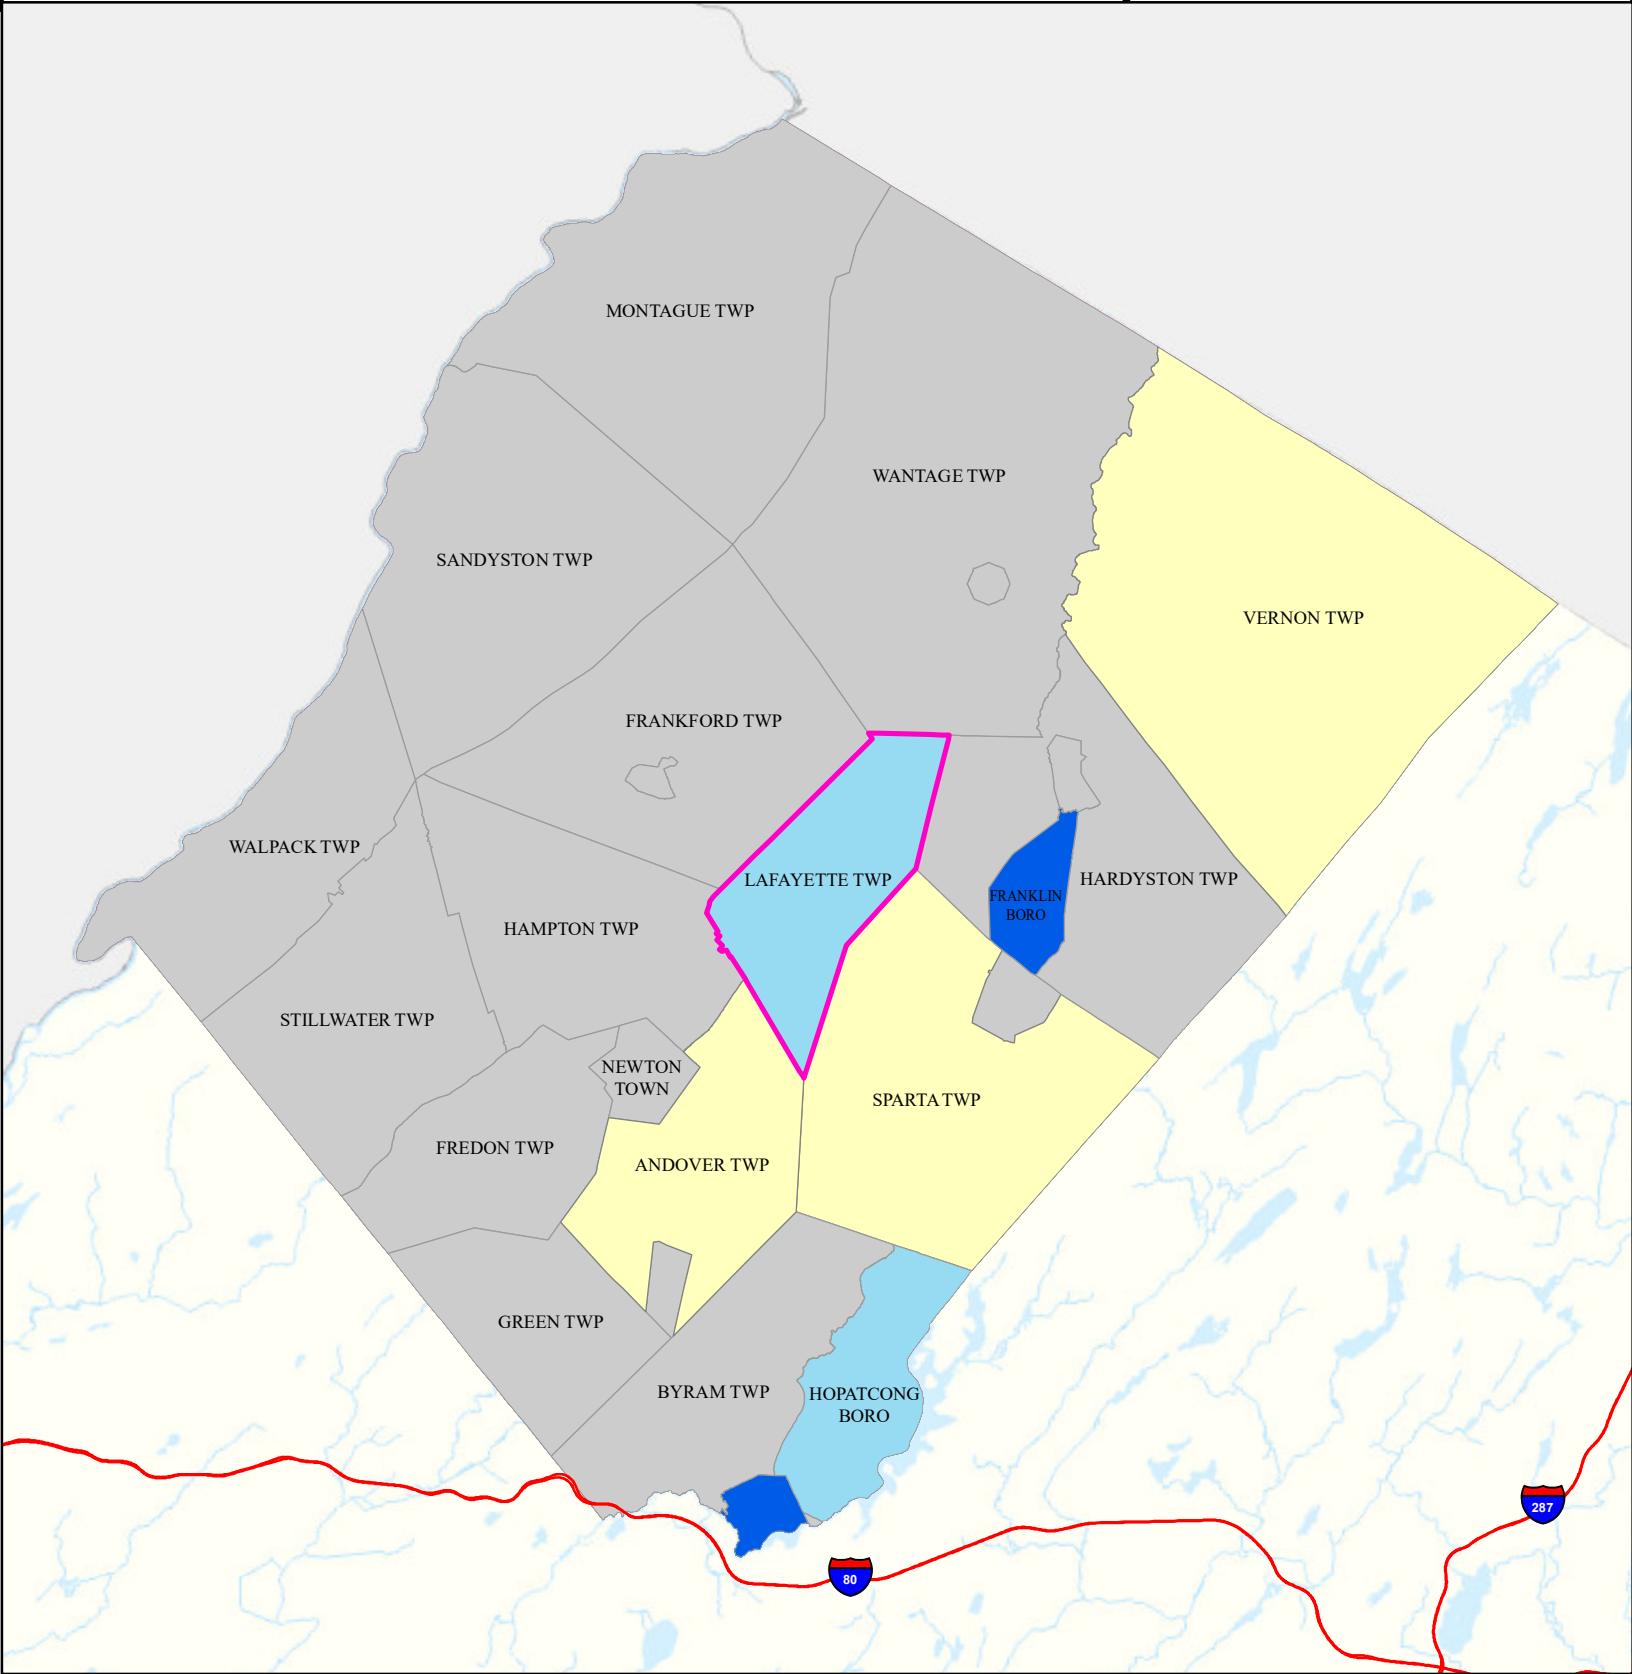 MONTAGUE TWP
WANTAGE TWP
SANDYSTON TWP
VERNON TWP
FRANKFORD TWP
WALPACK TWP
LAFAYETTE TWP
HARDYSTON TWP
FRANKLIN
BORO
HAMPTON TWP
STILLWATER TWP
NEWTON
TOWN
SPARTA TWP
FREDON TWP
ANDOVER TWP
GREEN TWP
BYRAM TWP
HOPATCONG
BORO
287
80